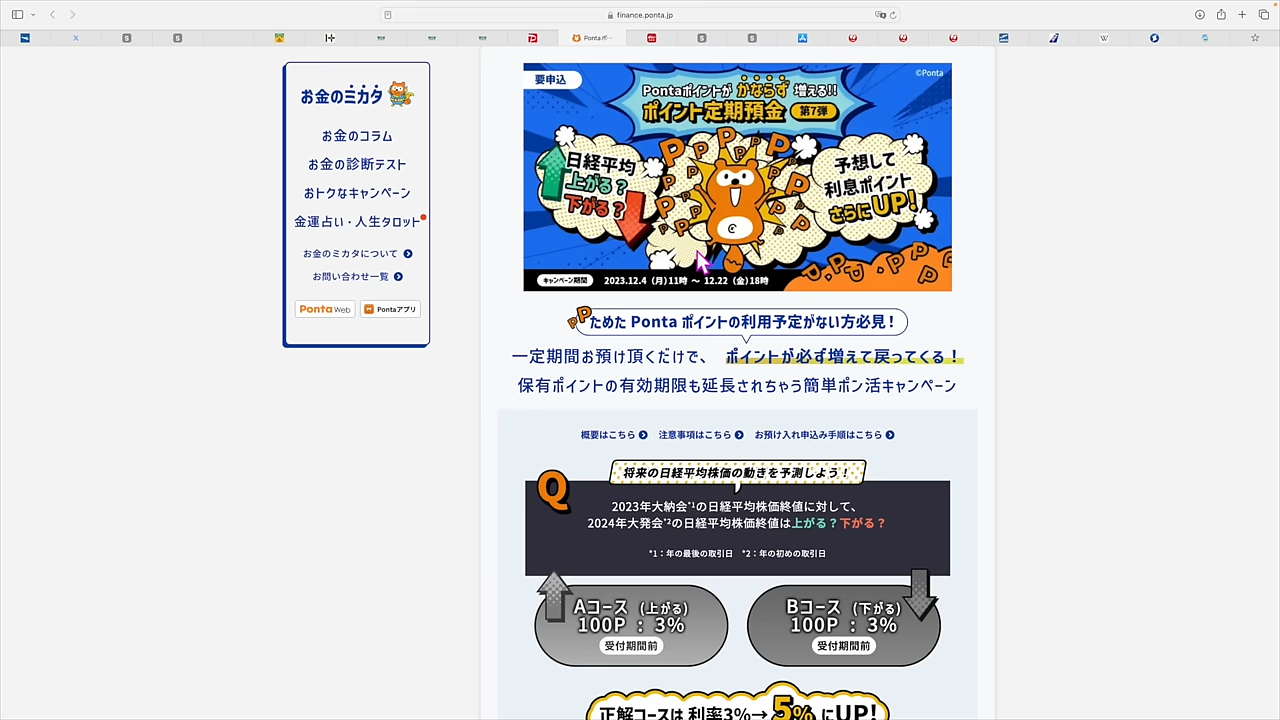 finance.ponta.jp
Ponta ポ…
お金のミカタ
お金のコラム
お金の診断テスト
おトクなキャンペーン
金運占い・人生タロット
お金のミカタについて
お問い合わせ一覧
Ponta Web
Pontaアプリ
要申込
©Ponta
Pontaポイントが かならず 増える!!
ポイント定期預金 第7弾
日経平均
上がる?
下がる?
予想して
利息ポイント
さらにUP!
キャンペーン期間 2023.12.4 (月)11時 ～ 12.22 (金)18時
ためた Ponta ポイントの利用予定がない方必見！
一定期間お預け頂くだけで、 ポイントが必ず増えて戻ってくる！
保有ポイントの有効期限も延長されちゃう簡単ポン活キャンペーン
概要はこちら 注意事項はこちら お預け入れ申込み手順はこちら
将来の日経平均株価の動きを予測しよう！
Q
2023年大納会*1の日経平均株価終値に対して、
2024年大発会*2の日経平均株価終値は上がる？下がる？
*1：年の最後の取引日 *2：年の初めの取引日
Aコース (上がる)
100P : 3%
受付期間前
Bコース (下がる)
100P : 3%
受付期間前
正解コースは 利率3%→5%にUP!